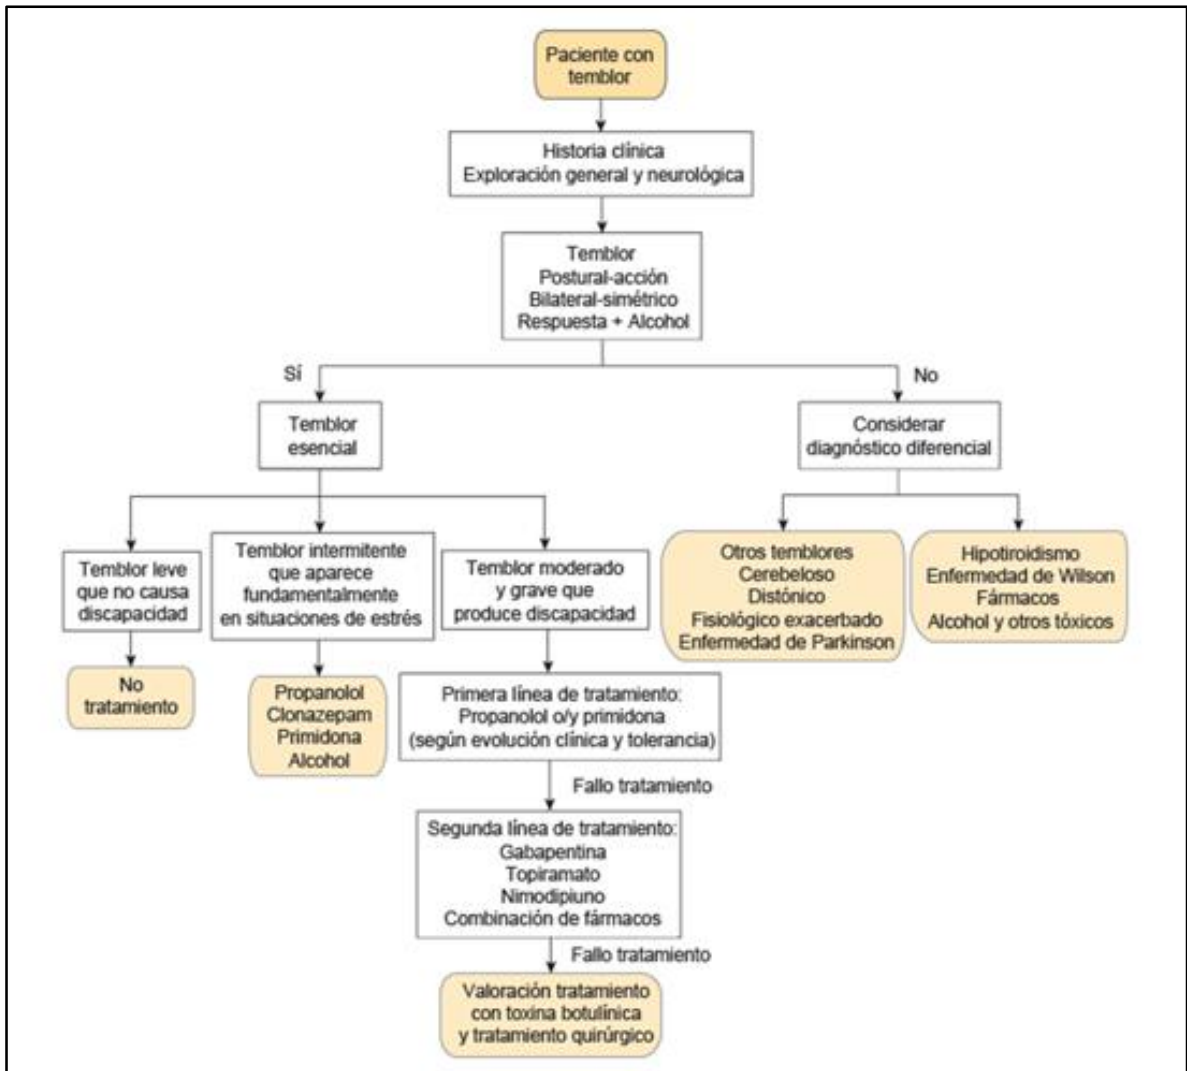 Paciente con
temblor
Historia clínica
Exploración general y neurológica
Temblor
Postural-acción
Bilateral-simétrico
Respuesta + Alcohol
Sí
No
Temblor
esencial
Considerar
diagnóstico diferencial
Temblor leve
que no causa
discapacidad
Temblor intermitente
que aparece
fundamentalmente
en situaciones de estrés
Temblor moderado
y grave que
produce discapacidad
Otros temblores
Cerebeloso
Distónico
Fisiológico exacerbado
Enfermedad de Parkinson
Hipotiroidismo
Enfermedad de Wilson
Fármacos
Alcohol y otros tóxicos
No
tratamiento
Propanolol
Clonazepam
Primidona
Alcohol
Primera línea de tratamiento:
Propanolol o/y primidona
(según evolución clínica y tolerancia)
Fallo tratamiento
Segunda línea de tratamiento:
Gabapentina
Topiramato
Nimodipiuno
Combinación de fármacos
Fallo tratamiento
Valoración tratamiento
con toxina botulínica
y tratamiento quirúrgico